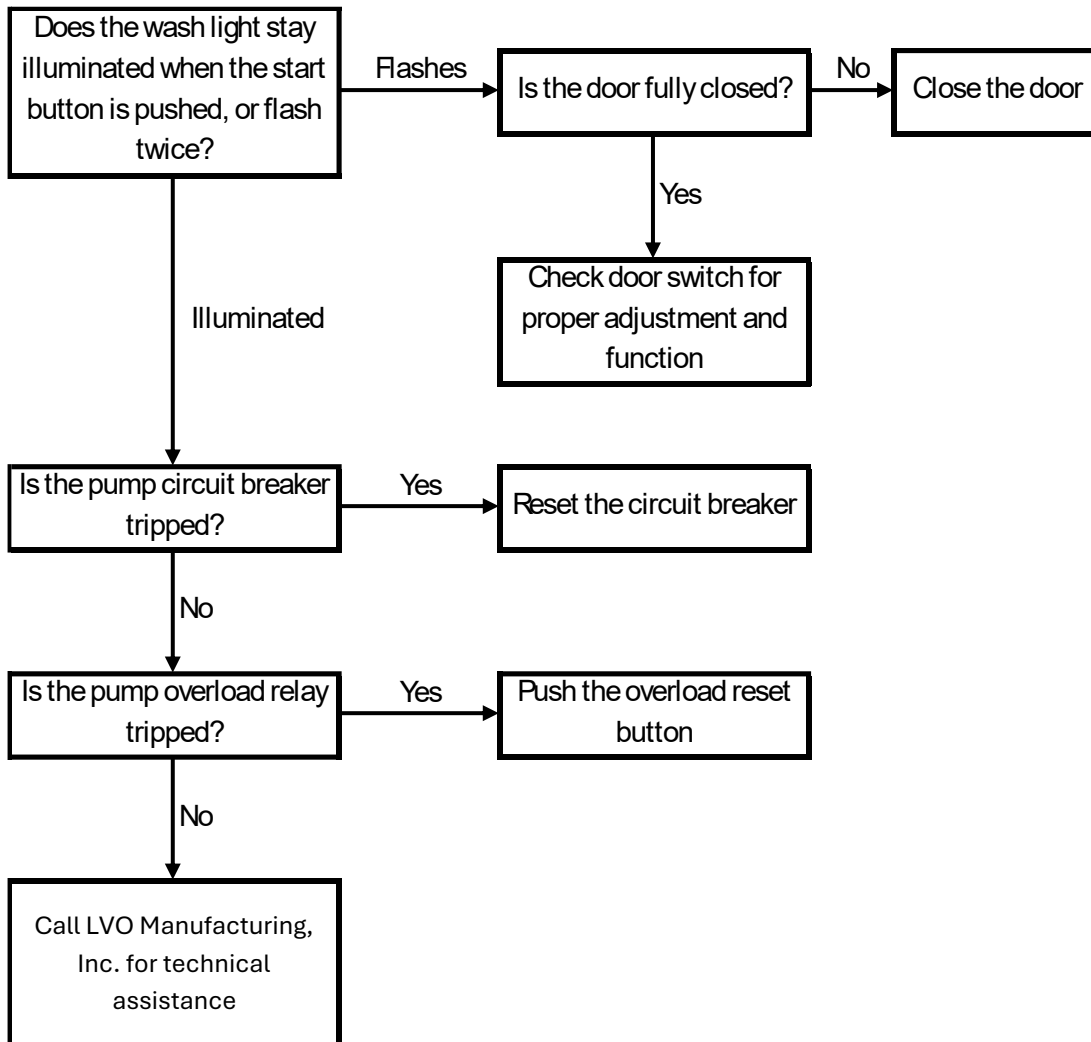 Does the wash light stay
illuminated when the start
button is pushed, or flash
twice?
Flashes
Is the door fully closed?
No
Close the door
Yes
Check door switch for
proper adjustment and
function
Illuminated
Is the pump circuit breaker
tripped?
Yes
Reset the circuit breaker
No
Is the pump overload relay
tripped?
Yes
Push the overload reset
button
No
Call LVO Manufacturing,
Inc. for technical
assistance